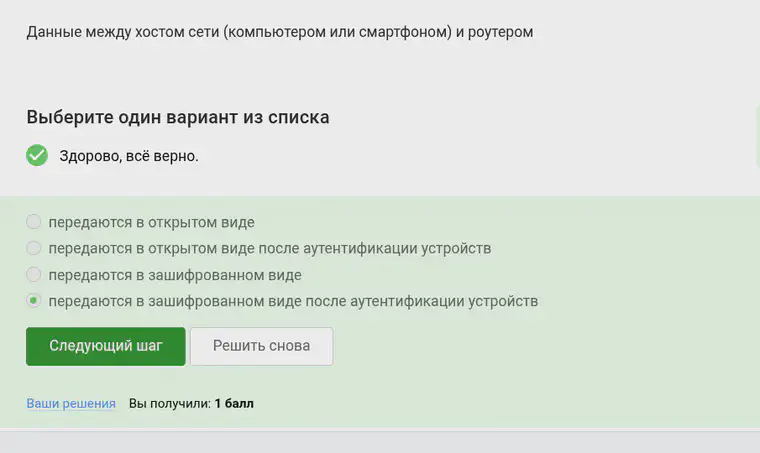 Данные между хостом сети (компьютером или смартфоном) и роутером
Выберите один вариант из списка
Здорово, всё верно.
передаются в открытом виде
передаются в открытом виде после аутентификации устройств
передаются в зашифрованном виде
передаются в зашифрованном виде после аутентификации устройств
Следующий шаг Решить снова
Ваши решения Вы получили: 1 балл